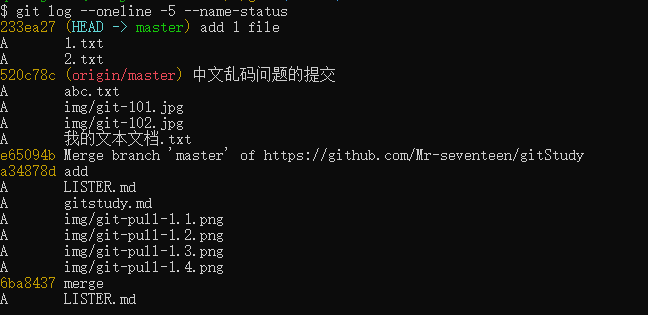 $ git log --oneline -5 --name-status
233ea27 (HEAD -> master) add 1 file
A       1.txt
A       2.txt
520c78c (origin/master) 中文乱码问题的提交
A       abc.txt
A       img/git-101.jpg
A       img/git-102.jpg
A       我的文本文档.txt
e65094b Merge branch 'master' of https://github.com/Mr-seventeen/gitStudy
a34878d add
A       LISTER.md
A       gitstudy.md
A       img/git-pull-1.1.png
A       img/git-pull-1.2.png
A       img/git-pull-1.3.png
A       img/git-pull-1.4.png
6ba8437 merge
A       LISTER.md